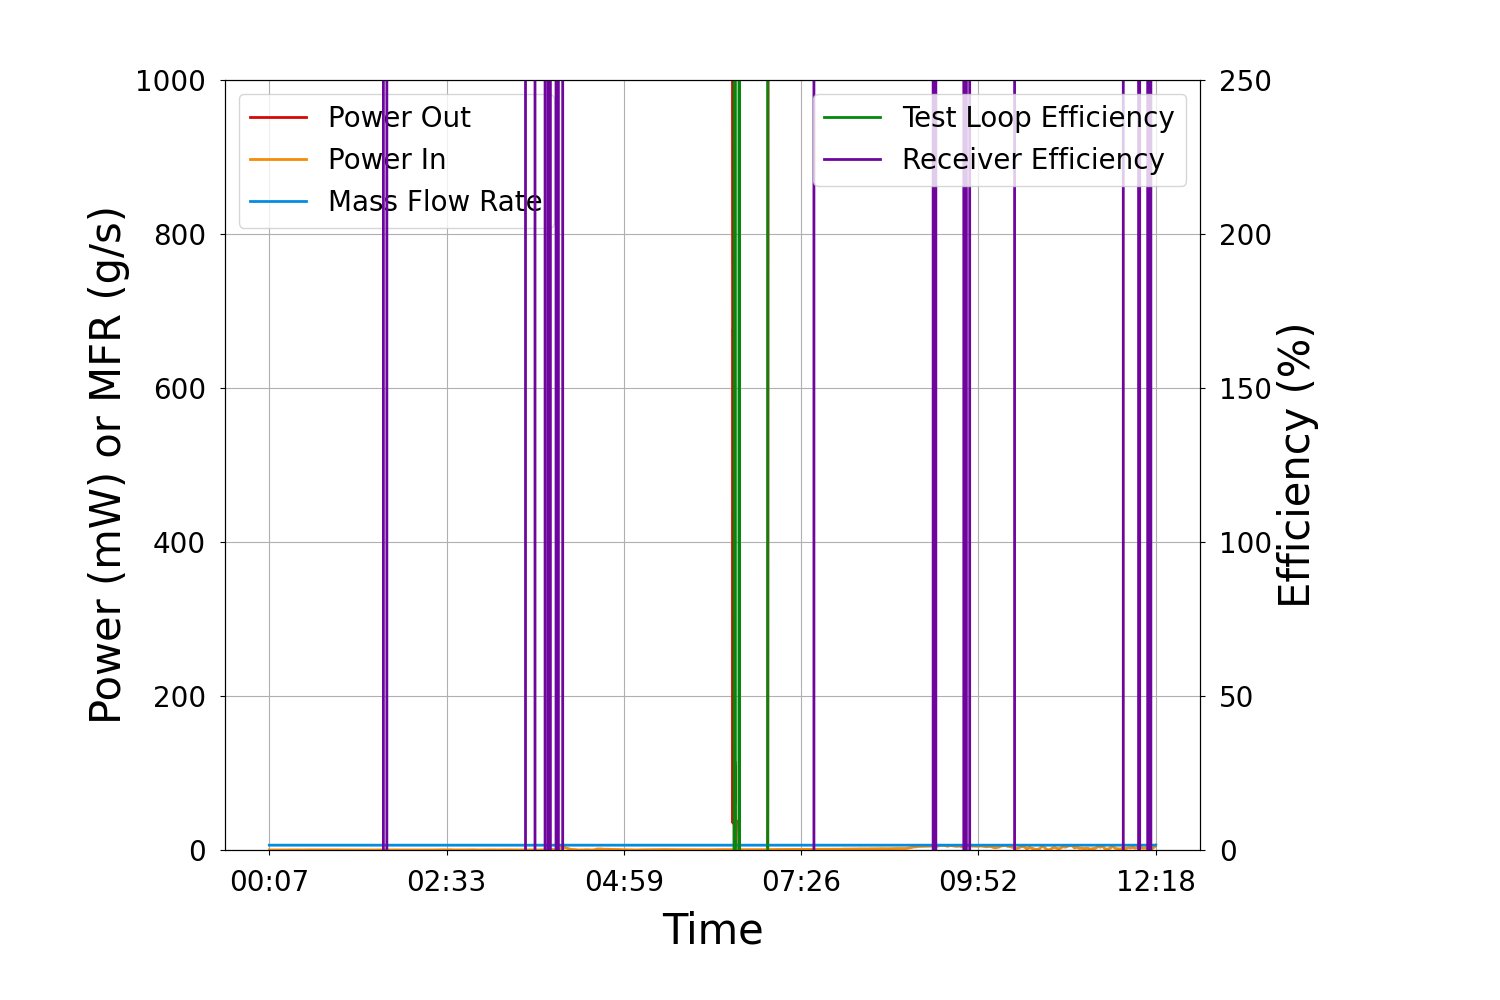 1000
800
600
400
200
0
Power (mW) or MFR (g/s)
Power Out
Power In
Mass Flow Rate
Test Loop Efficiency
Receiver Efficiency
250
200
150
100
50
0
Efficiency (%)
00:07 02:33 04:59 07:26 09:52 12:18
Time